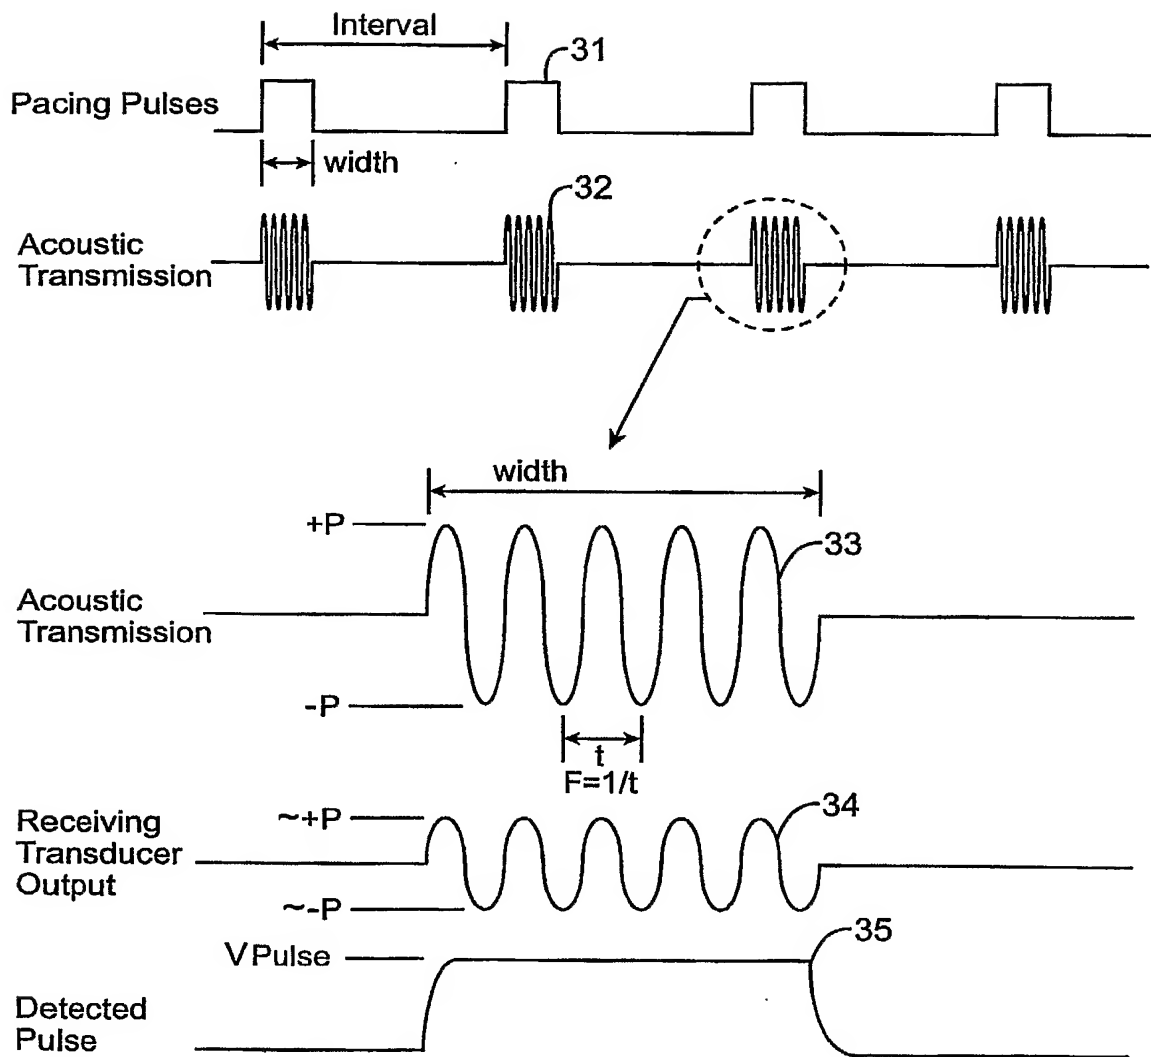 Interval
31
Pacing Pulses
width
32
Acoustic
Transmission
width
+P
33
Acoustic
Transmission
-P
t
F=1/t
Receiving
Transducer
Output
~+P
34
~-P
V Pulse
35
Detected
Pulse